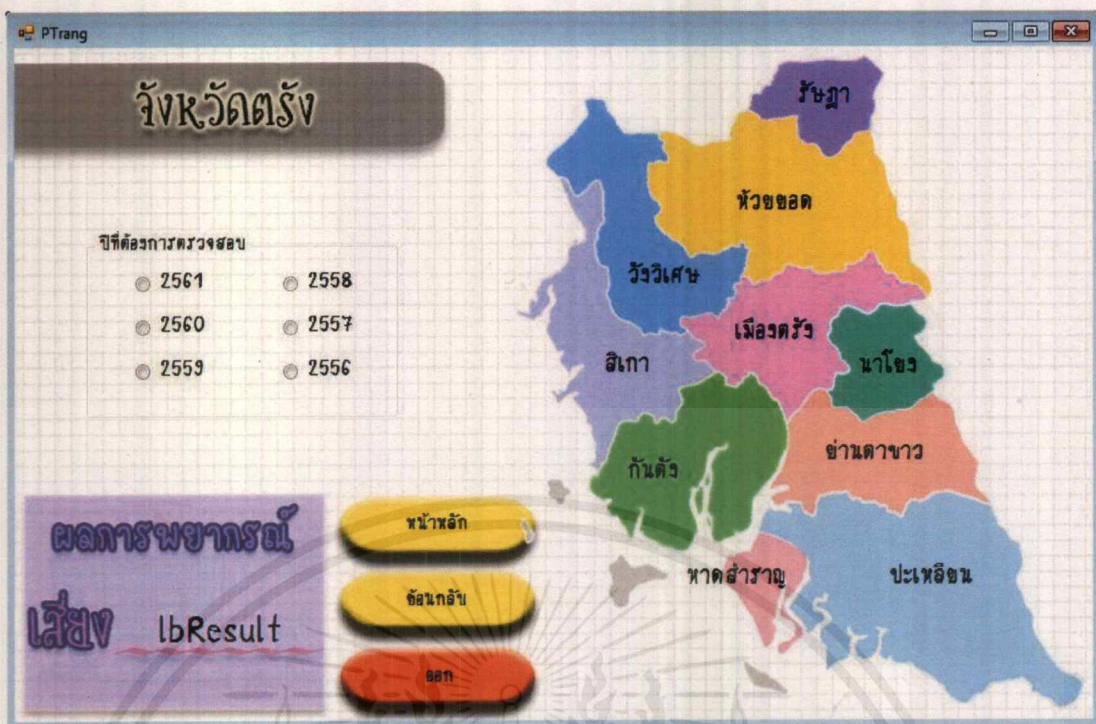 PTrang
จังหวัดตรัง
ปีที่ต้องการตรวจสอบ
2561
2558
2560
2557
2559
2556
ผลการพยากรณ์
เสี่ยง lbResult
หน้าหลัก
ย้อนกลับ
ออก
รัษฎา
ห้วยยอด
วังวิเศษ
เมืองตรัง
สิเกา
นาโยง
ย่านตาขาว
กันตัง
หาดสำราญ
ปะเหลียน